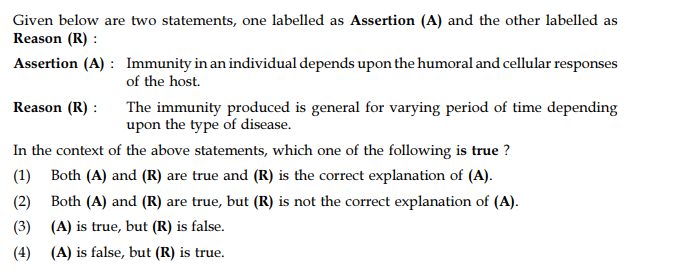 Given below are two statements, one labelled as Assertion (A) and the other labelled as
Reason (R) :
Assertion (A) : Immunity in an individual depends upon the humoral and cellular responses
of the host.
Reason (R) : The immunity produced is general for varying period of time depending
upon the type of disease.
In the context of the above statements, which one of the following is true ?
(1) Both (A) and (R) are true and (R) is the correct explanation of (A).
(2) Both (A) and (R) are true, but (R) is not the correct explanation of (A).
(3) (A) is true, but (R) is false.
(4) (A) is false, but (R) is true.